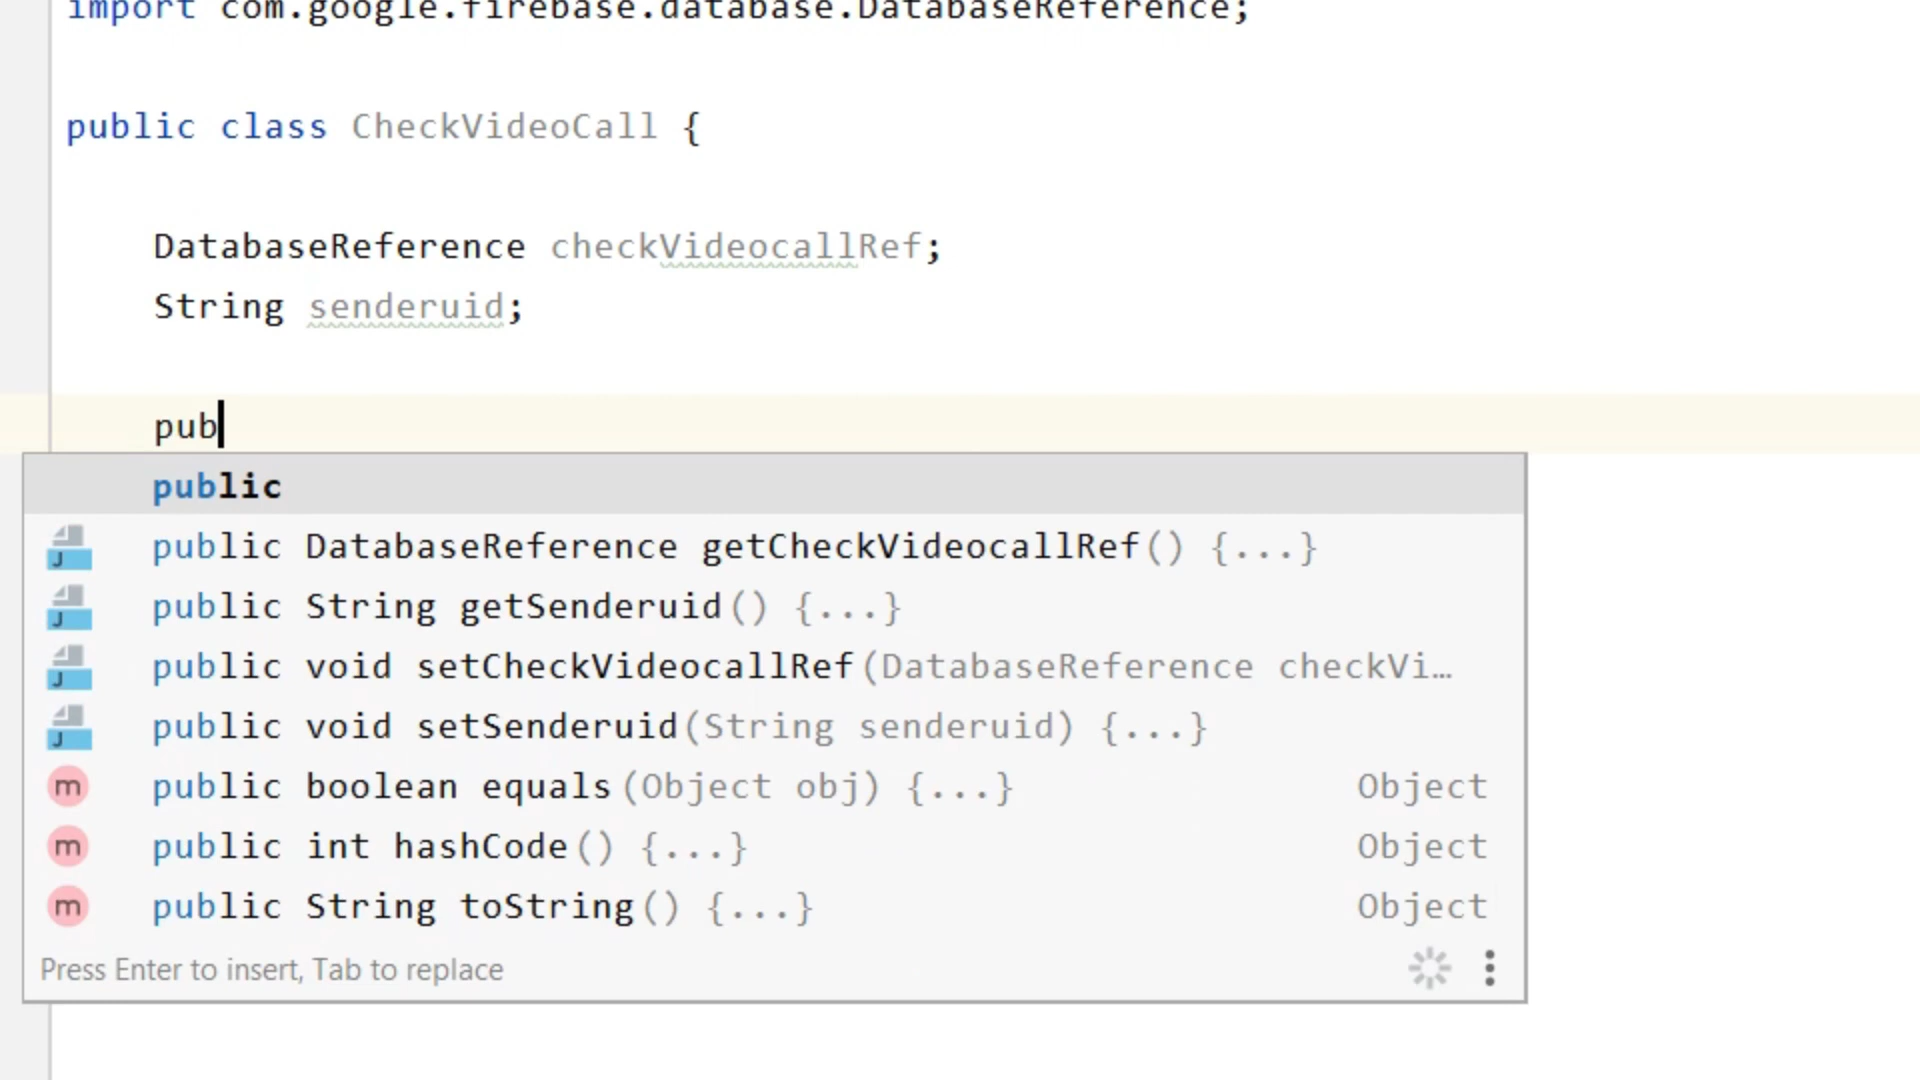 import com.google.firebase.database.DatabaseReference;
public class CheckVideoCall {
DatabaseReference checkVideocallRef;
String senderuid;
pub
public
J public DatabaseReference getCheckVideocallRef() {...}
J public String getSenderuid() {...}
J public void setCheckVideocallRef(DatabaseReference checkVi…
J public void setSenderuid(String senderuid) {...}
m public boolean equals(Object obj) {...} Object
m public int hashCode() {...} Object
m public String toString() {...} Object
Press Enter to insert, Tab to replace